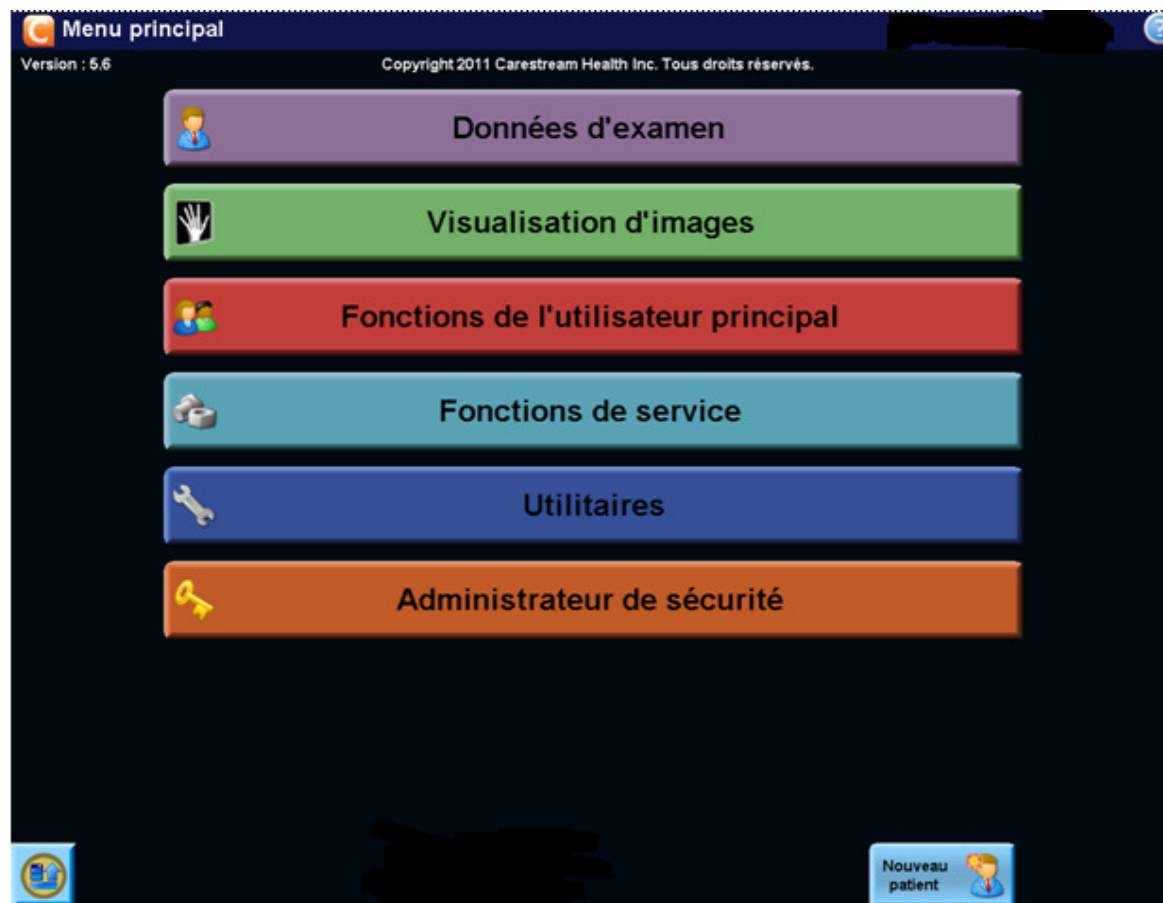 Menu principal
Version : 5.6
Copyright 2011 Carestream Health Inc. Tous droits réservés.
Données d'examen
Visualisation d'images
Fonctions de l'utilisateur principal
Fonctions de service
Utilitaires
Administrateur de sécurité
Nouveau
patient